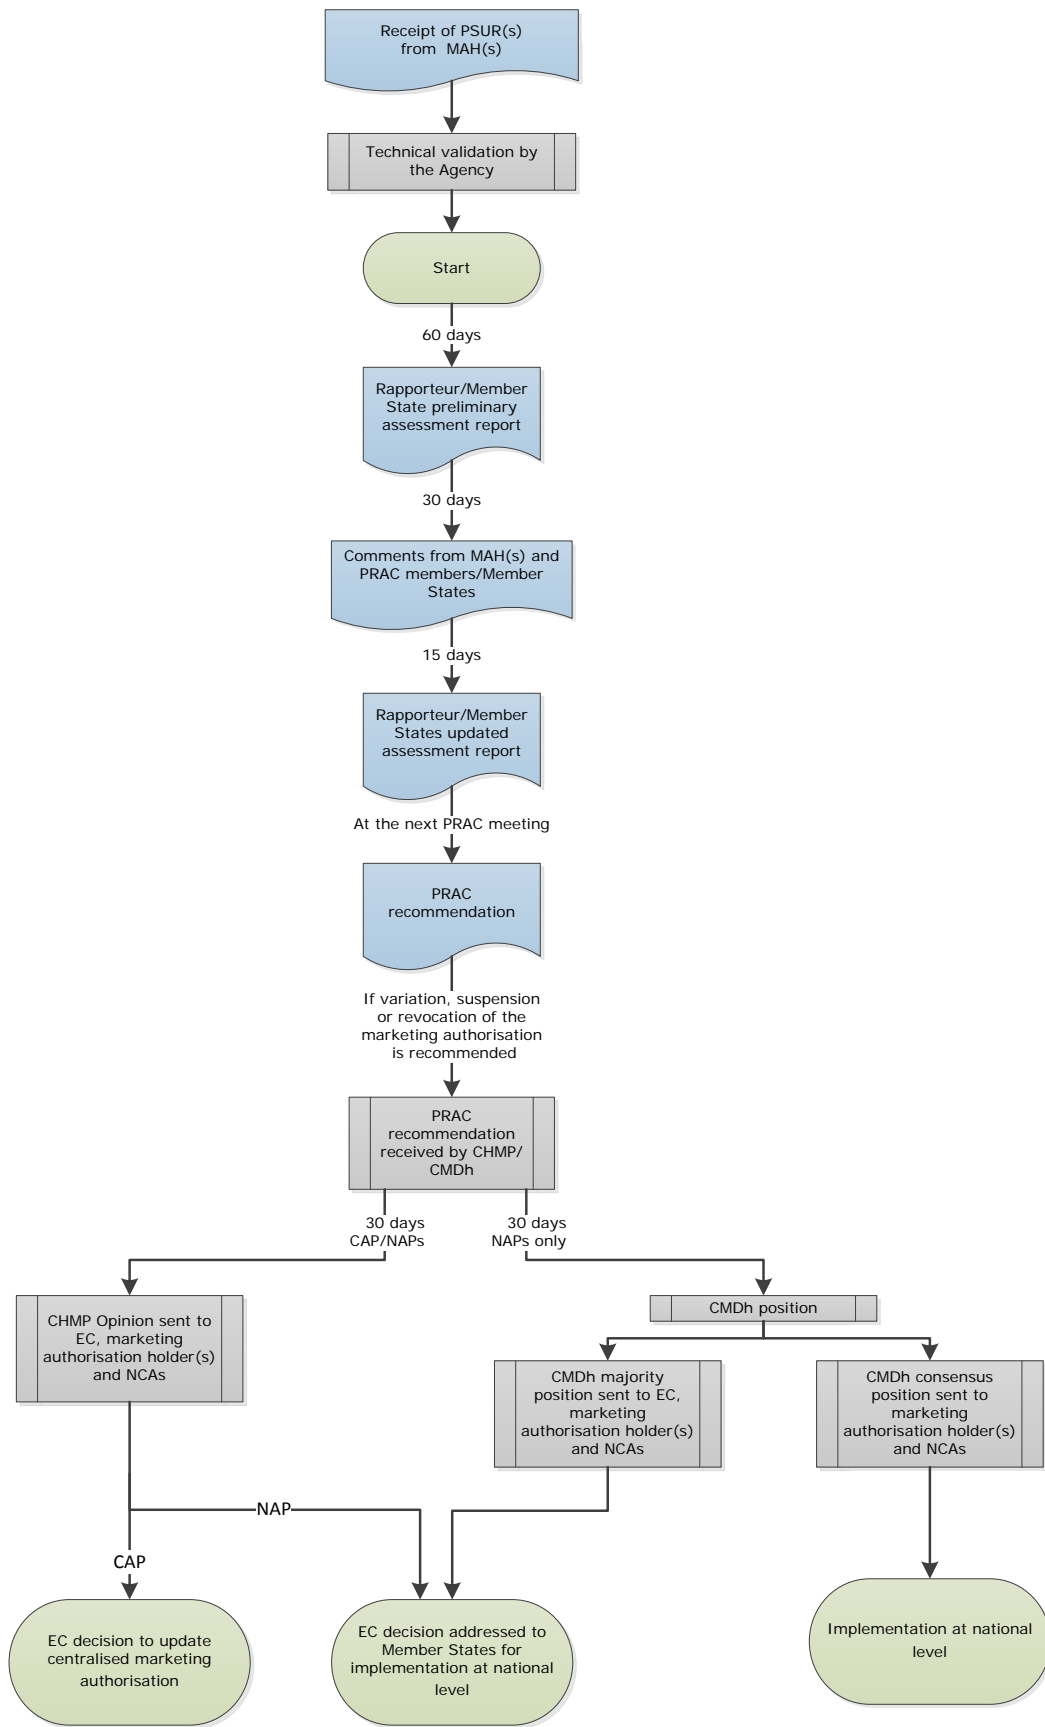 Receipt of PSUR(s)
from MAH(s)
Technical validation by
the Agency
Start
60 days
Rapporteur/Member
State preliminary
assessment report
30 days
Comments from MAH(s) and
PRAC members/Member
States
15 days
Rapporteur/Member
States updated
assessment report
At the next PRAC meeting
PRAC
recommendation
If variation, suspension
or revocation of the
marketing authorisation
is recommended
PRAC
recommendation
received by CHMP/
CMDh
30 days
CAP/NAPs
30 days
NAPs only
CHMP Opinion sent to
EC, marketing
authorisation holder(s)
and NCAs
CMDh position
CMDh majority
position sent to EC,
marketing
authorisation holder(s)
and NCAs
CMDh consensus
position sent to
marketing
authorisation holder(s)
and NCAs
NAP
CAP
EC decision to update
centralised marketing
authorisation
EC decision addressed to
Member States for
implementation at national
level
Implementation at national
level